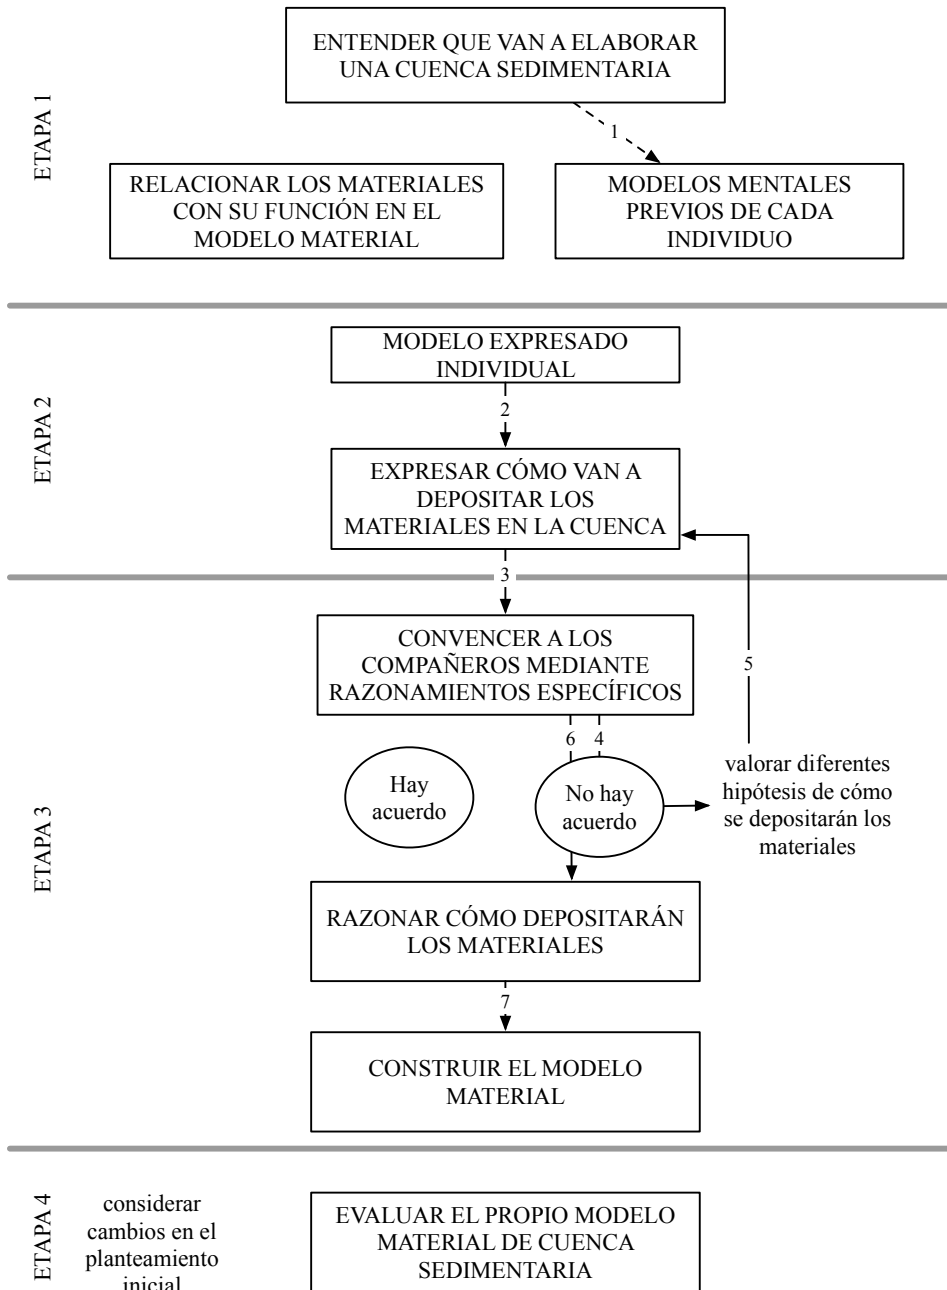 ETAPA 1
ENTENDER QUE VAN A ELABORAR
UNA CUENCA SEDIMENTARIA
1
RELACIONAR LOS MATERIALES
CON SU FUNCIÓN EN EL
MODELO MATERIAL
MODELOS MENTALES
PREVIOS DE CADA
INDIVIDUO
ETAPA 2
MODELO EXPRESADO
INDIVIDUAL
2
EXPRESAR CÓMO VAN A
DEPOSITAR LOS
MATERIALES EN LA CUENCA
3
ETAPA 3
CONVENCER A LOS
COMPAÑEROS MEDIANTE
RAZONAMIENTOS ESPECÍFICOS
5
6
4
Hay
acuerdo
No hay
acuerdo
valorar diferentes
hipótesis de cómo
se depositarán los
materiales
RAZONAR CÓMO DEPOSITARÁN
LOS MATERIALES
7
CONSTRUIR EL MODELO
MATERIAL
ETAPA 4
considerar
cambios en el
planteamiento
inicial
EVALUAR EL PROPIO MODELO
MATERIAL DE CUENCA
SEDIMENTARIA